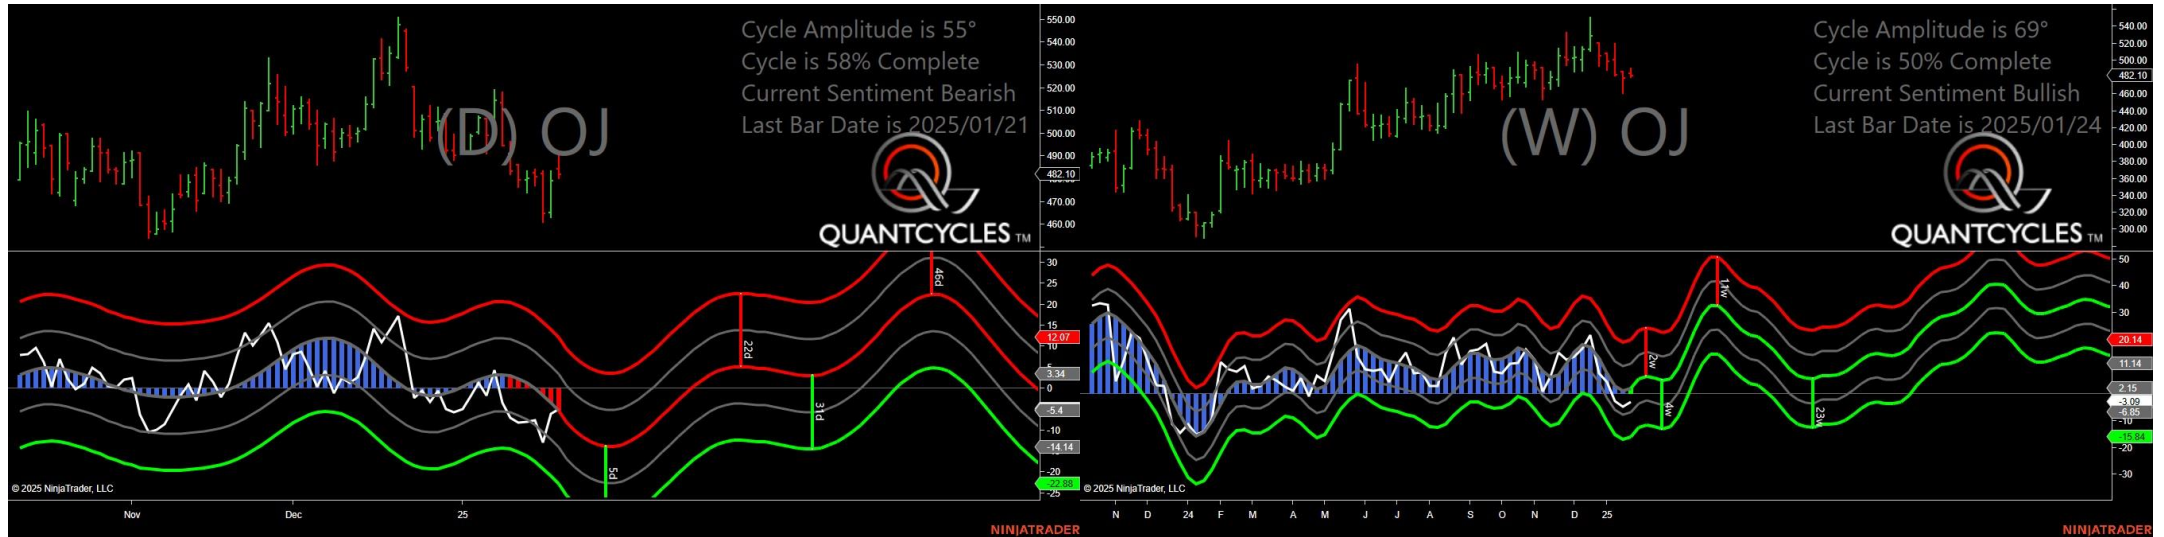 Cycle Amplitude is 55°
Cycle is 58% Complete
Current Sentiment Bearish
Last Bar Date is 2025/01/21
(D) OJ
QUANTCYCLES TM
550.00
540.00
530.00
520.00
510.00
500.00
490.00
482.10
470.00
460.00
46d
22d
31d
5d
30
25
20
15
12.07
10
3.34
0
-5.4
-10
-14.14
-20
-22.88
-25
© 2025 NinjaTrader, LLC
Nov
Dec
25
NINJATRADER
Cycle Amplitude is 69°
Cycle is 50% Complete
Current Sentiment Bullish
Last Bar Date is 2025/01/24
(W) OJ
QUANTCYCLES TM
540.00
520.00
500.00
482.10
460.00
440.00
420.00
400.00
380.00
360.00
340.00
320.00
300.00
11w
2w
4w
23w
50
40
30
20.14
11.14
2.15
-3.09
-6.85
-10
-15.84
-20
-30
© 2025 NinjaTrader, LLC
N D 24 F M A M J J A S O N D 25
NINJATRADER